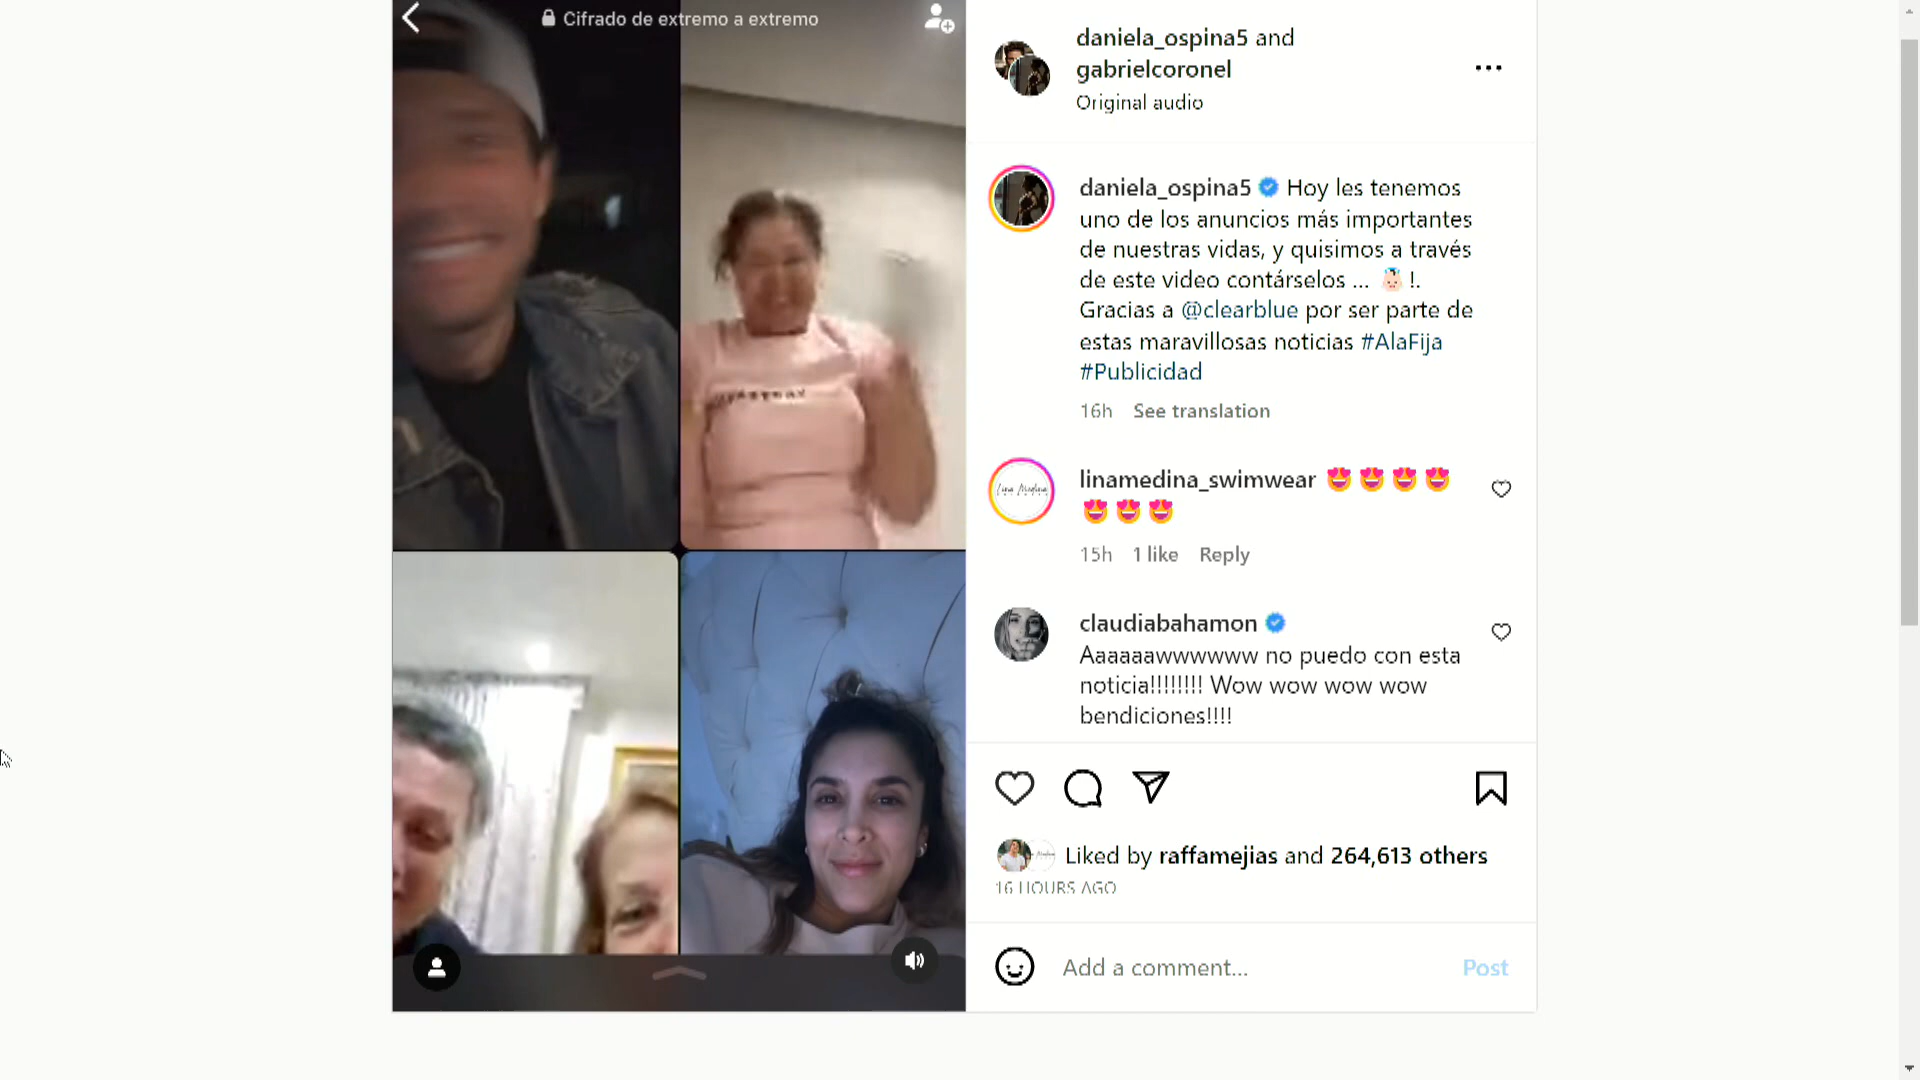 Cifrado de extremo a extremo
daniela_ospina5 and
gabrielcoronel
Original audio
daniela_ospina5 Hoy les tenemos
uno de los anuncios más importantes
de nuestras vidas, y quisimos a través
de este video contárselos ... 👼🏻 !.
Gracias a @clearblue por ser parte de
estas maravillosas noticias #AlaFija
#Publicidad
16h See translation
linamedina_swimwear 😍 😍 😍 😍
😍 😍 😍
15h 1 like Reply
Lina Medina
claudiabahamon
Aaaaaawwwwww no puedo con esta
noticia!!!!!!!! Wow wow wow wow
bendiciones!!!!
Liked by raffamejias and 264,613 others
16 HOURS AGO
Add a comment...
Post